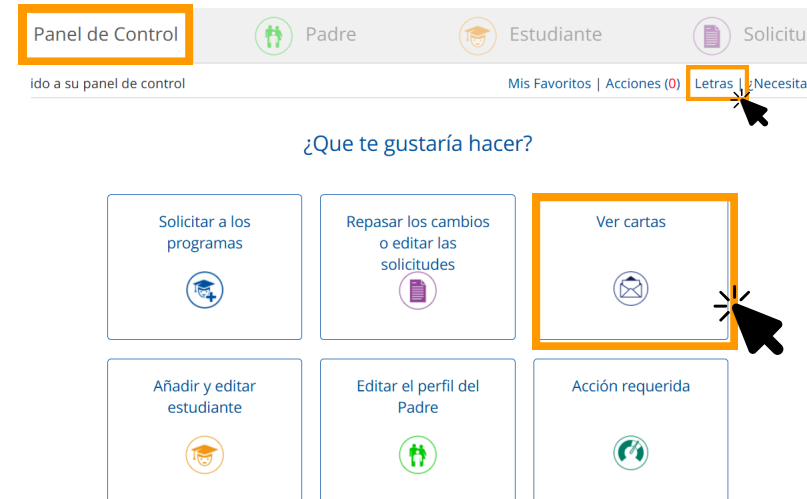 Panel de Control Padre Estudiante Solicitu
ido a su panel de control Mis Favoritos | Acciones (0) Letras | ¿Necesita
¿Que te gustaría hacer?
Solicitar a los
programas
Repasar los cambios
o editar las
solicitudes
Ver cartas
Añadir y editar
estudiante
Editar el perfil del
Padre
Acción requerida